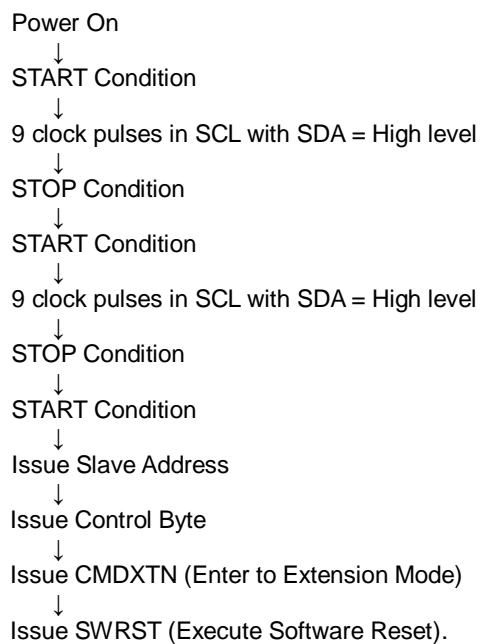 Power On
↓
START Condition
↓
9 clock pulses in SCL with SDA = High level
↓
STOP Condition
↓
START Condition
↓
9 clock pulses in SCL with SDA = High level
↓
STOP Condition
↓
START Condition
↓
Issue Slave Address
↓
Issue Control Byte
↓
Issue CMDXTN (Enter to Extension Mode)
↓
Issue SWRST (Execute Software Reset).